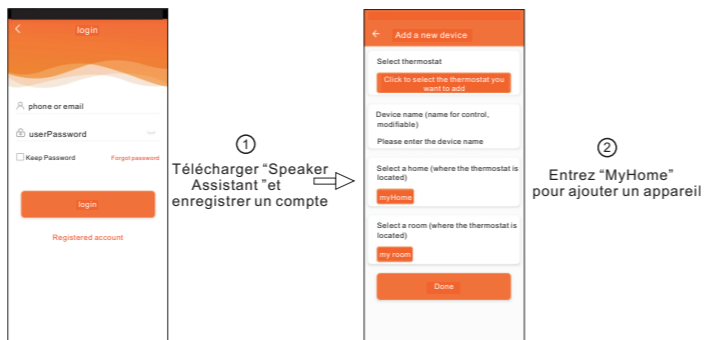 login
phone or email
userPassword
Keep Password
Forgot password
login
Registered account
①
Télécharger “Speaker
Assistant ”et
enregistrer un compte
Add a new device
Select thermostat
Click to select the thermostat you
want to add
Device name (name for control,
modifiable)
Please enter the device name
Select a home (where the thermostat is
located)
myHome
Select a room (where the thermostat is
located)
my room
Done
②
Entrez “MyHome”
pour ajouter un appareil